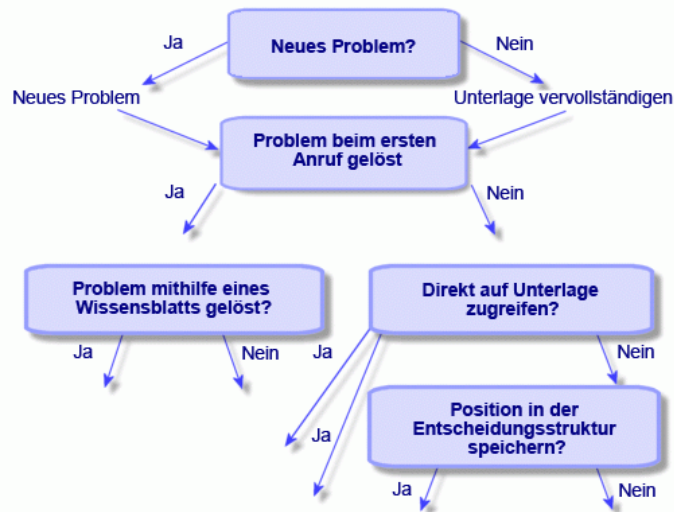 Ja
Neues Problem?
Nein
Neues Problem
Unterlage vervollständigen
Problem beim ersten
Anruf gelöst
Ja
Nein
Problem mithilfe eines
Wissensblatts gelöst?
Direkt auf Unterlage
zugreifen?
Ja
Nein
Ja
Nein
Ja
Position in der
Entscheidungsstruktur
speichern?
Ja
Nein